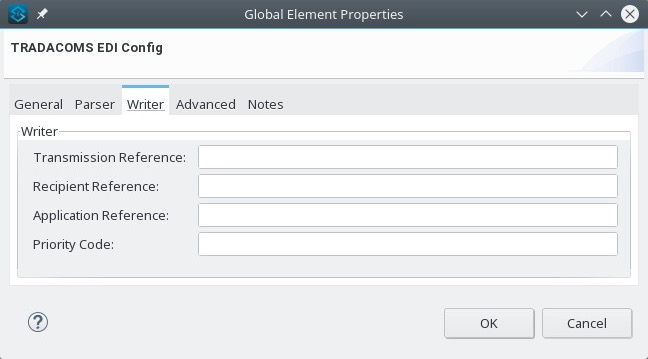 Global Element Properties
TRADACOMS EDI Config
General Parser Writer Advanced Notes
Writer
Transmission Reference:
Recipient Reference:
Application Reference:
Priority Code:
? OK Cancel